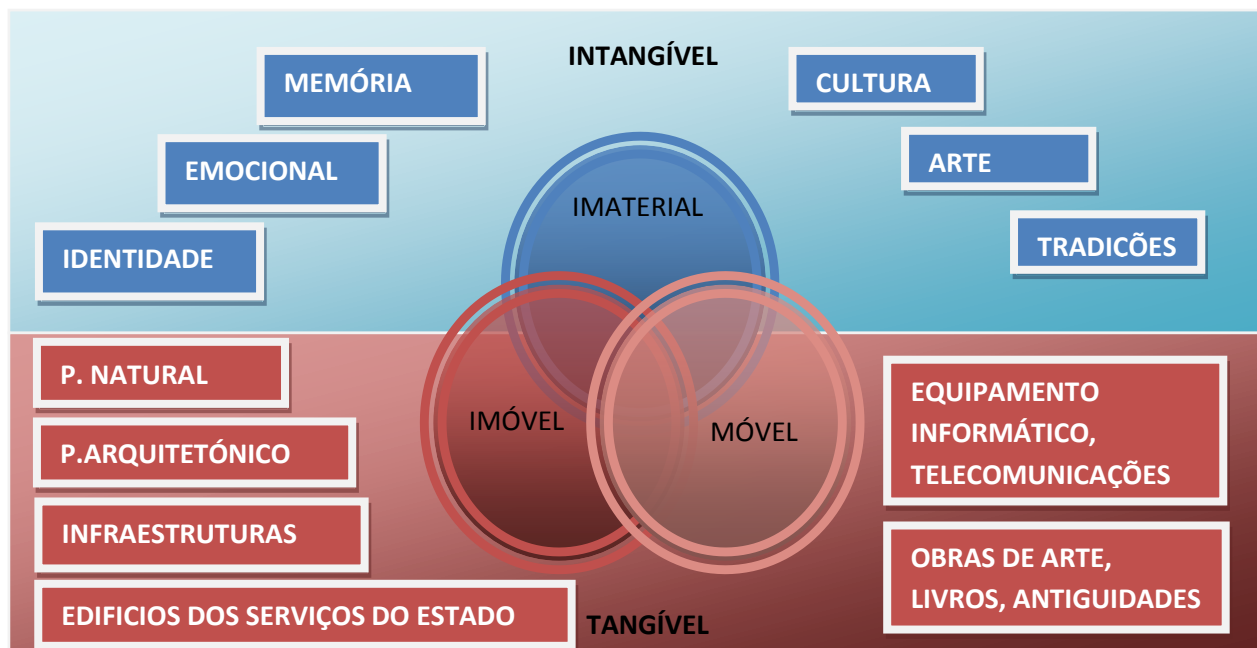 INTANGÍVEL
MEMÓRIA
CULTURA
EMOCIONAL
ARTE
IMATERIAL
IDENTIDADE
TRADICÕES
P. NATURAL
P.ARQUITETÓNICO
INFRAESTRUTURAS
EDIFICIOS DOS SERVIÇOS DO ESTADO
IMÓVEL
MÓVEL
EQUIPAMENTO
INFORMÁTICO,
TELECOMUNICAÇÕES
OBRAS DE ARTE,
LIVROS, ANTIGUIDADES
TANGÍVEL